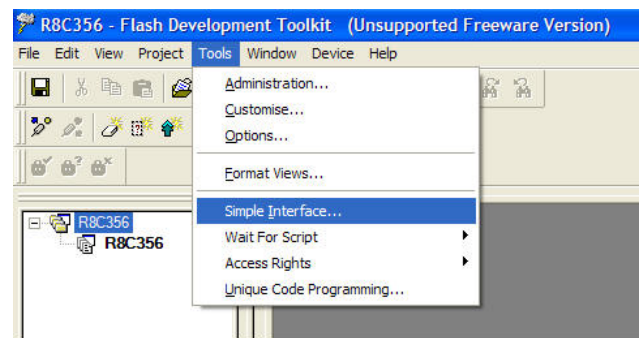 R8C356 - Flash Development Toolkit (Unsupported Freeware Version)
File Edit View Project Tools Window Device Help
Administration...
Customise...
Options...
Format Views...
Simple Interface...
Wait For Script
Access Rights
Unique Code Programming...
R8C356
R8C356